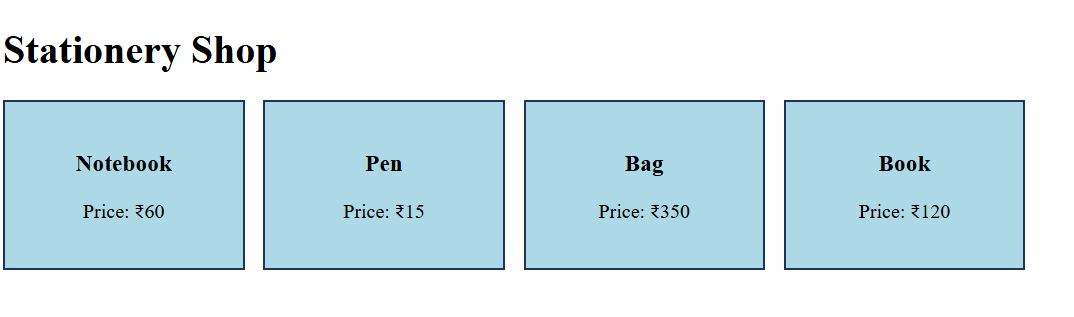 Stationery Shop
Notebook
Price: ₹60
Pen
Price: ₹15
Bag
Price: ₹350
Book
Price: ₹120